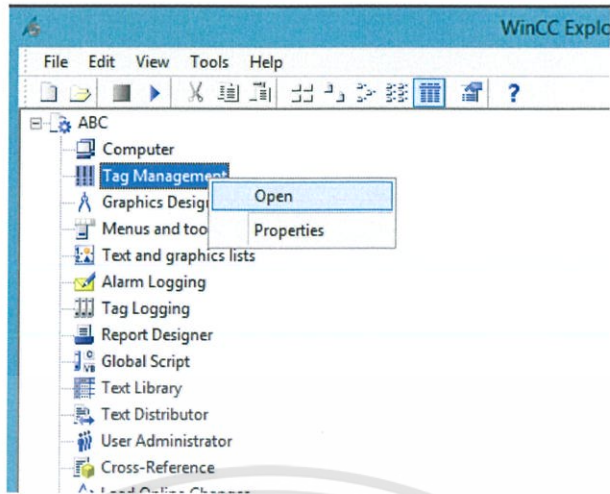 WinCC Explo
File Edit View Tools Help
ABC
Computer
Tag Management
Open
Graphics Desig
Properties
Menus and too
Text and graphics lists
Alarm Logging
Tag Logging
Report Designer
Global Script
Text Library
Text Distributor
User Administrator
Cross-Reference